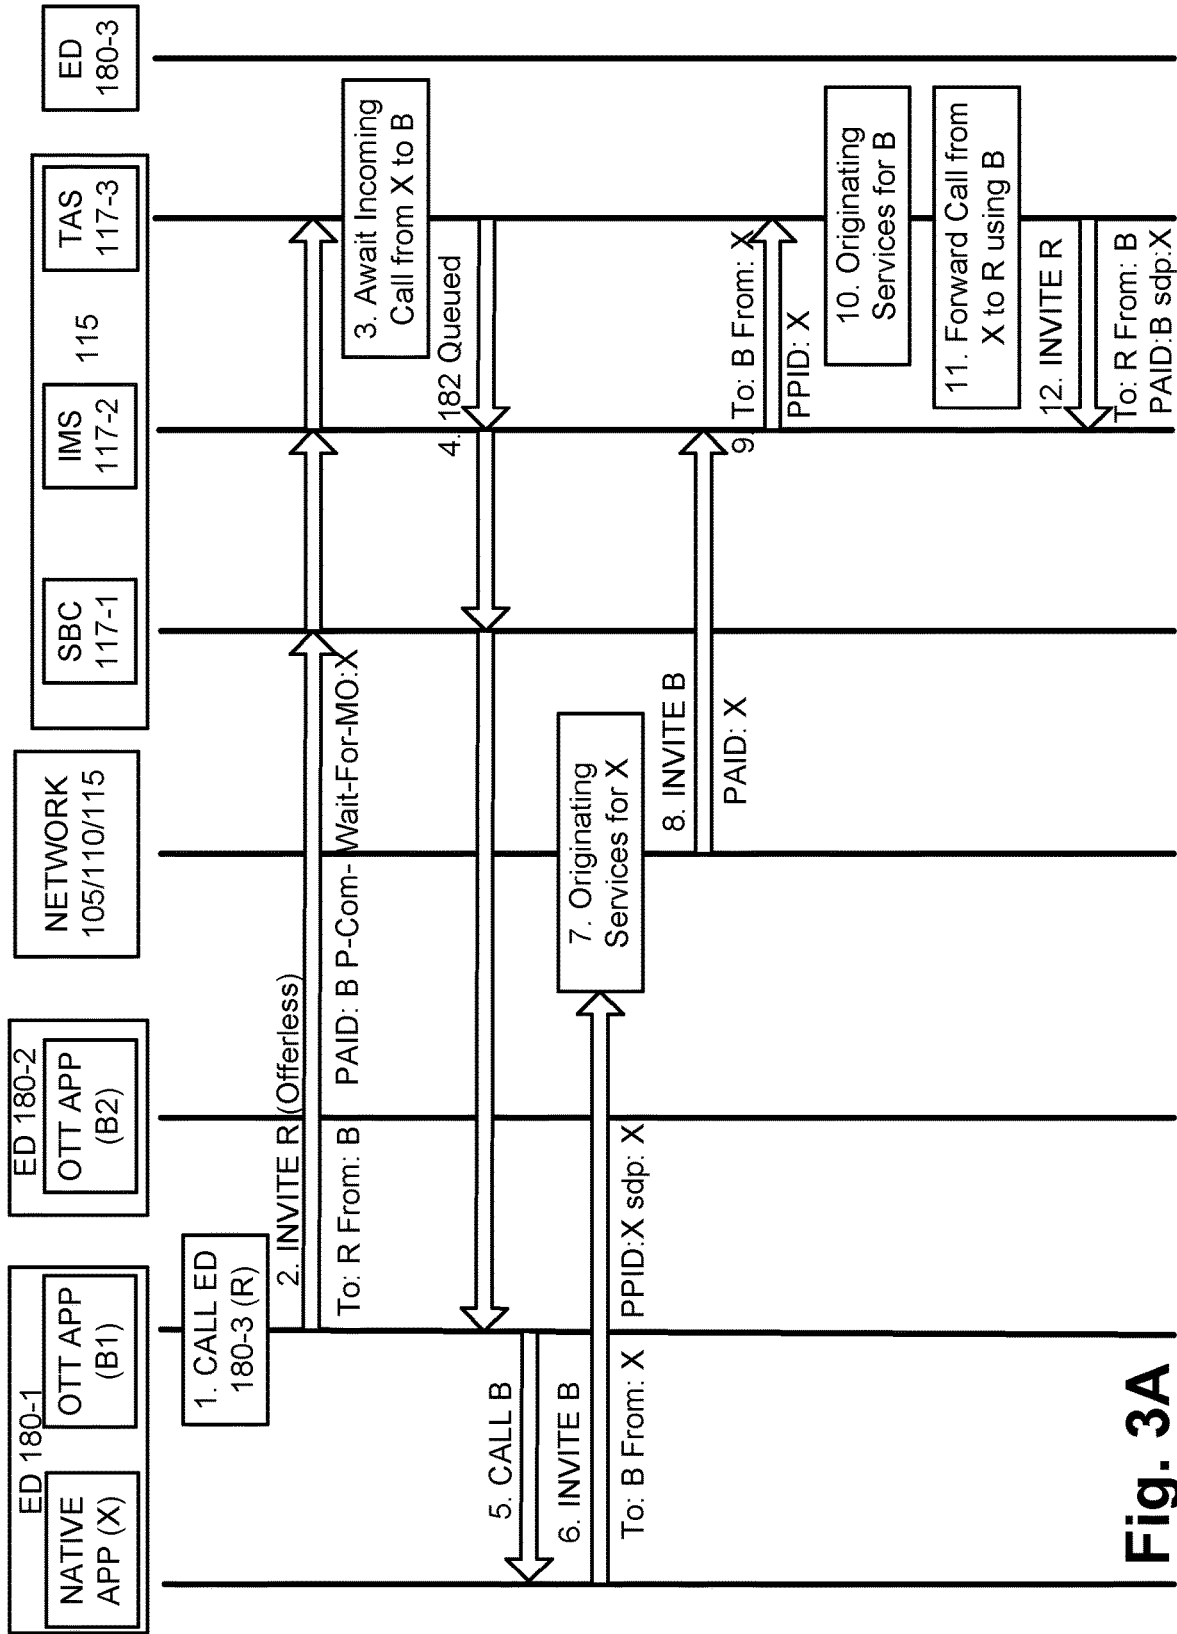 ED 180-1
NATIVE
APP (X)
OTT APP
(B1)
ED 180-2
OTT APP
(B2)
NETWORK
105/110/115
SBC
117-1
IMS
117-2
115
TAS
117-3
ED
180-3
1. CALL ED
180-3 (R)
2. INVITE R (Offerless)
To: R From: B PAID: B P-Com-Wait-For-MO:X
3. Await Incoming
Call from X to B
4. 182 Queued
5. CALL B
6. INVITE B
To: B From: X PPID:X sdp: X
7. Originating
Services for X
8. INVITE B
PAID: X
9. To: B From: X
PPID: X
10. Originating
Services for B
11. Forward Call from
X to R using B
12. INVITE R
To: R From: B
PAID:B sdp:X
Fig. 3A